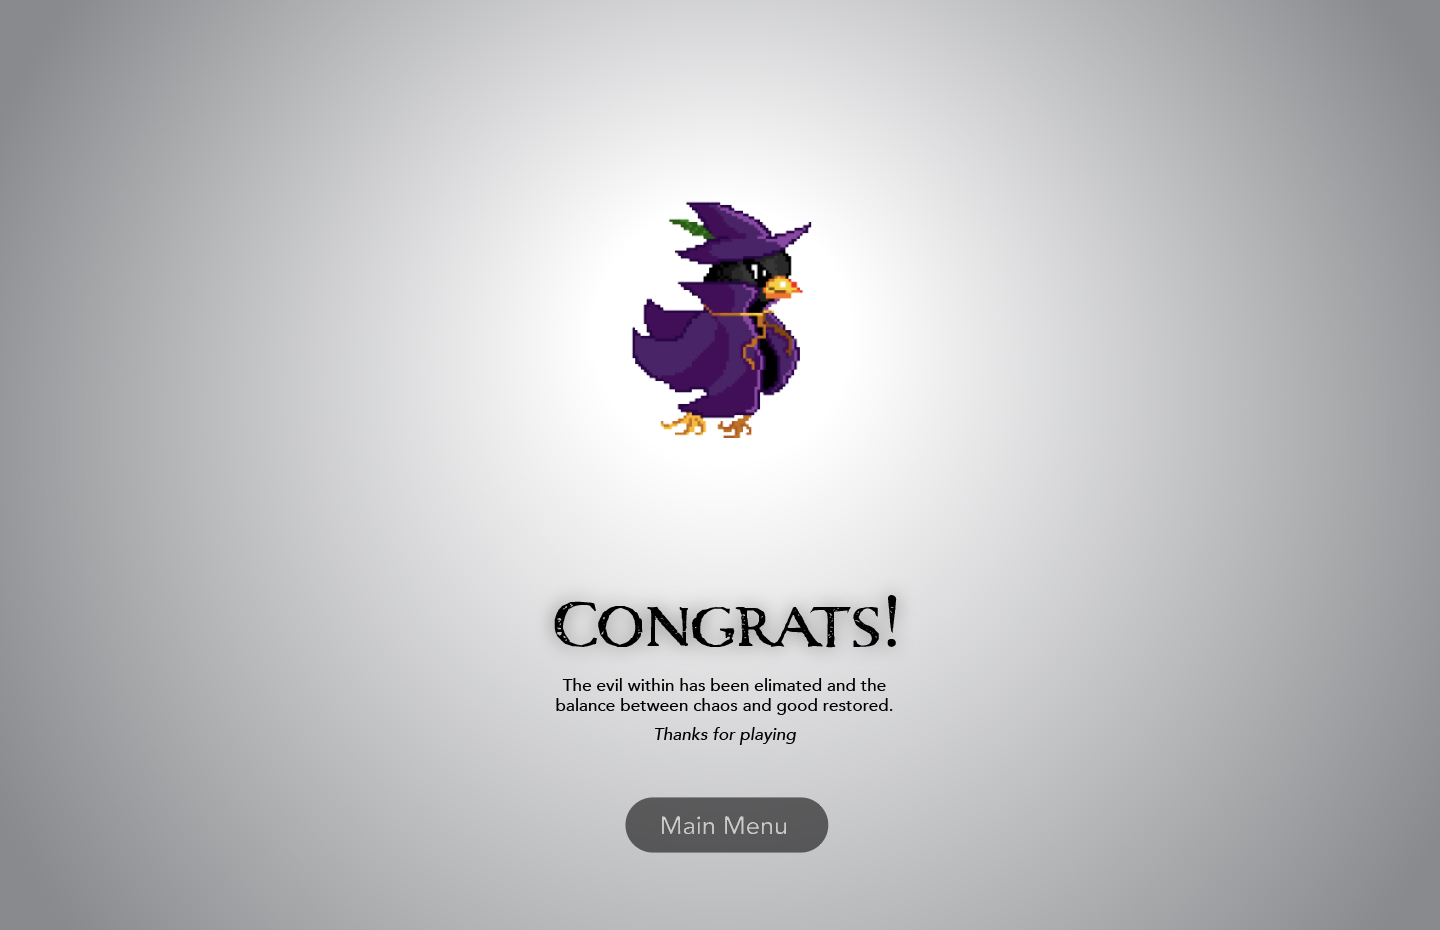 Congrats!
The evil within has been elimated and the
balance between chaos and good restored.
Thanks for playing
Main Menu